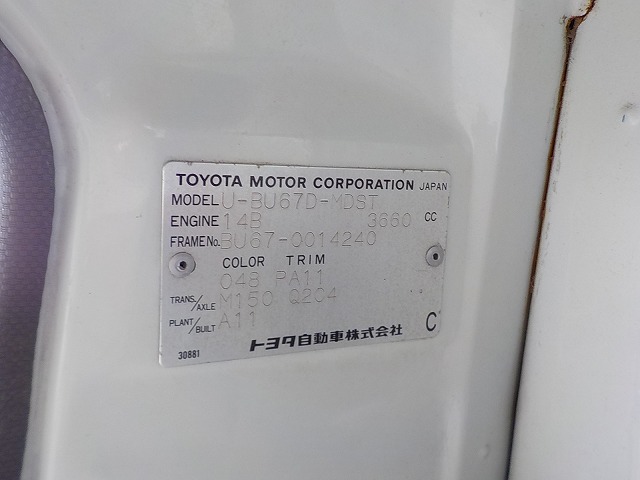 TOYOTA MOTOR CORPORATION JAPAN
MODEL U-BU67D-MDST
ENGINE 14B 3660 CC
FRAME No. BU67-0014240
COLOR TRIM
048 PA11
TRANS./AXLE M150 Q204
PLANT/BUILT A11
30881 トヨタ自動車株式会社 C